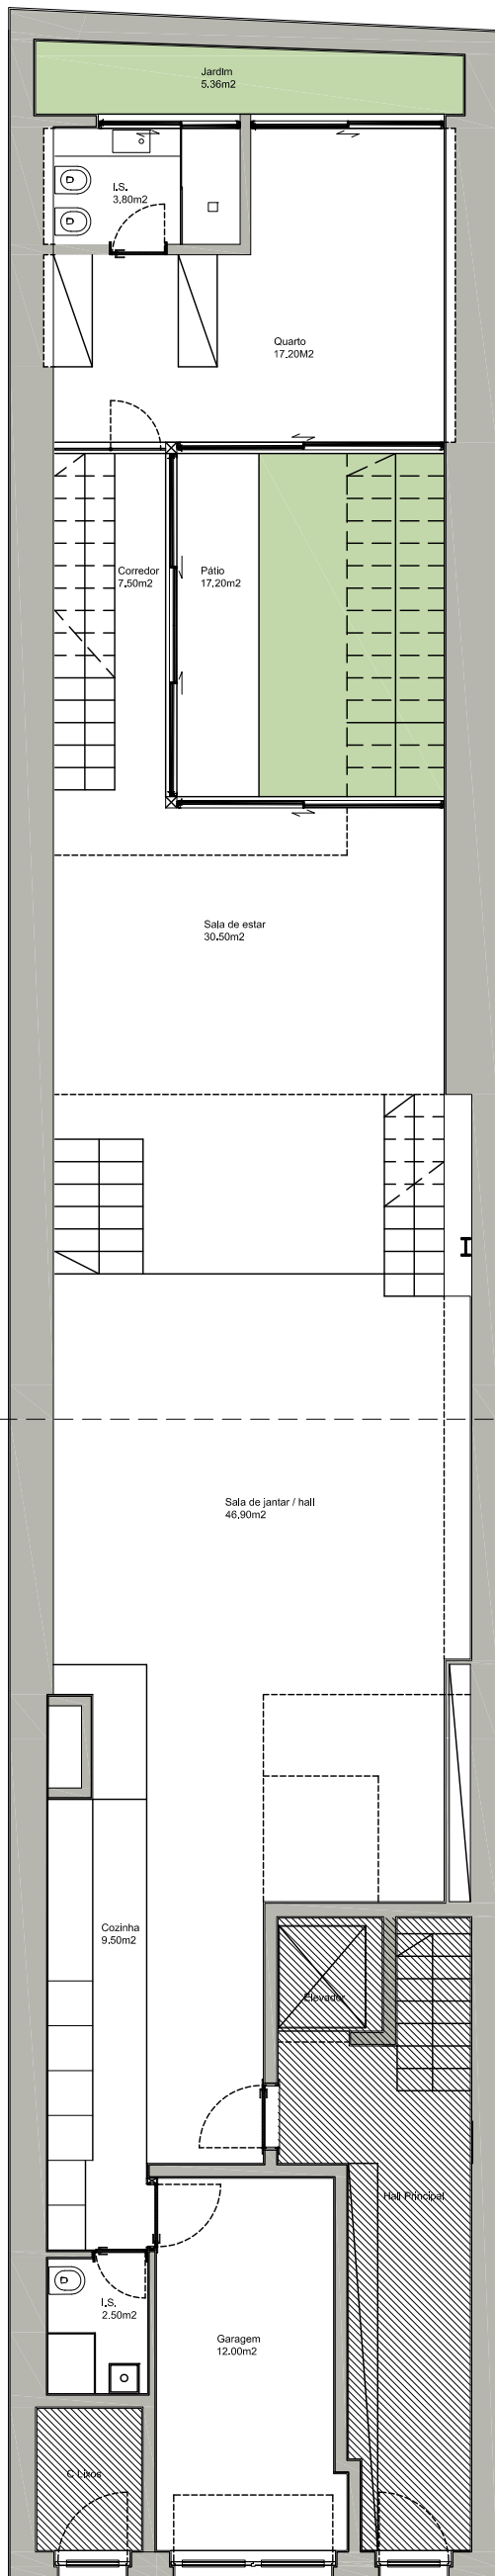 Jardim
5.36m2
I.S.
3.80m2
Quarto
17.20M2
Corredor
7.50m2
Pátio
17.20m2
Sala de estar
30.50m2
Sala de jantar / hall
46.90m2
Cozinha
9.50m2
Elevador
Hall Principal
I.S.
2.50m2
Garagem
12.00m2
C Lixos